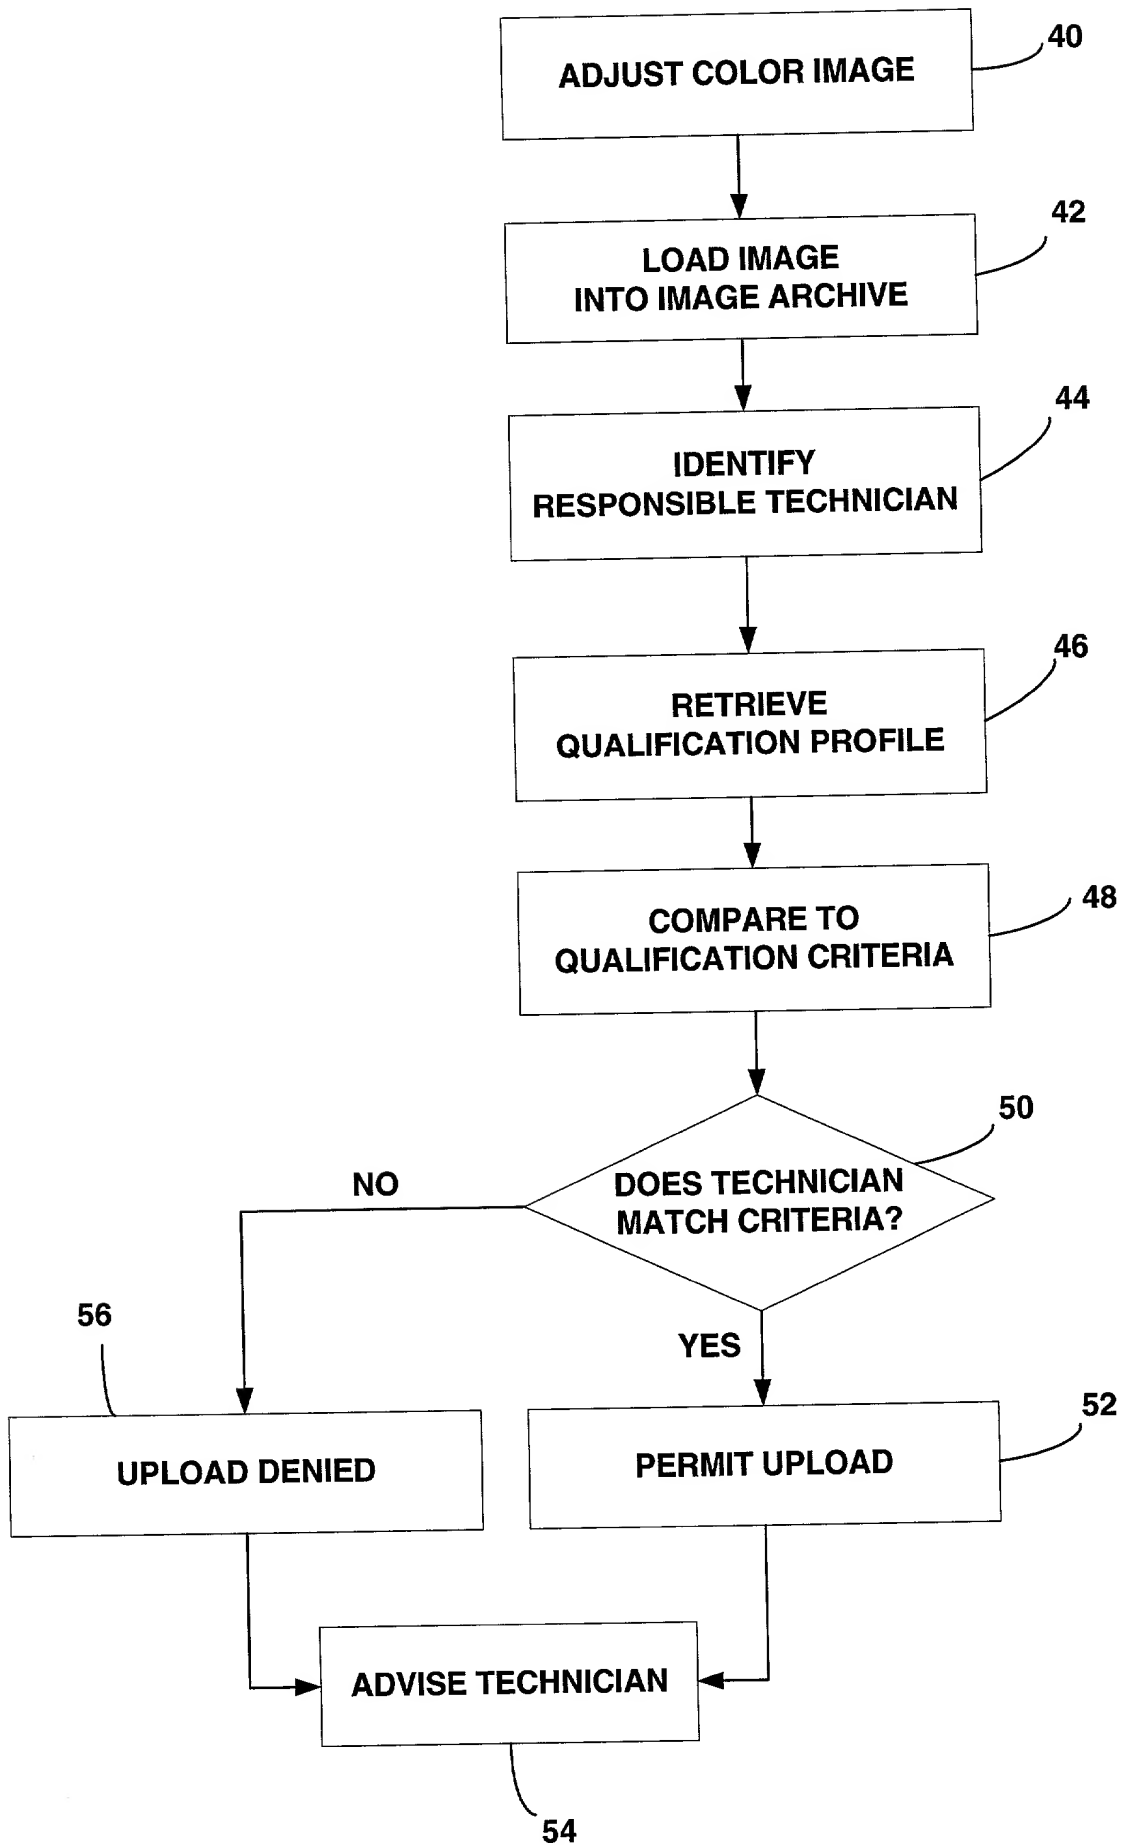 40
ADJUST COLOR IMAGE
42
LOAD IMAGE
INTO IMAGE ARCHIVE
44
IDENTIFY
RESPONSIBLE TECHNICIAN
46
RETRIEVE
QUALIFICATION PROFILE
48
COMPARE TO
QUALIFICATION CRITERIA
50
DOES TECHNICIAN
MATCH CRITERIA?
NO
YES
56
UPLOAD DENIED
52
PERMIT UPLOAD
ADVISE TECHNICIAN
54